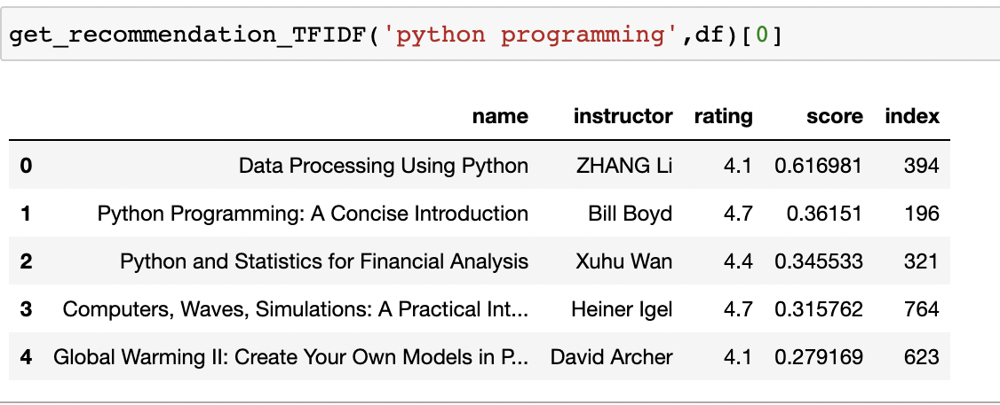 get_recommendation_TFIDF('python programming',df)[0]
name instructor rating score index
0 Data Processing Using Python ZHANG Li 4.1 0.616981 394
1 Python Programming: A Concise Introduction Bill Boyd 4.7 0.36151 196
2 Python and Statistics for Financial Analysis Xuhu Wan 4.4 0.345533 321
3 Computers, Waves, Simulations: A Practical Int... Heiner Igel 4.7 0.315762 764
4 Global Warming II: Create Your Own Models in P... David Archer 4.1 0.279169 623